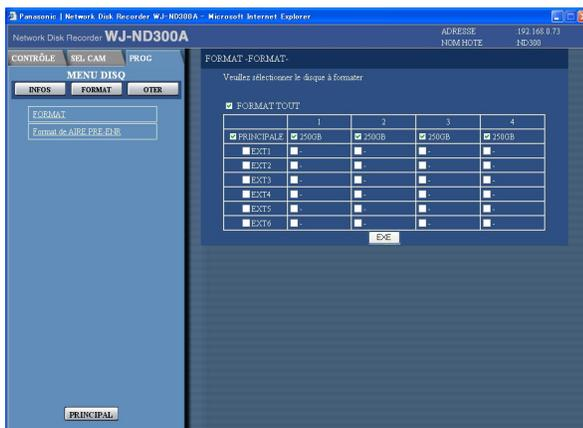 Panasonic | Network Disk Recorder WJ-ND300A - Microsoft Internet Explorer
Network Disk Recorder WJ-ND300A
ADRESSE :192.168.0.73
NOM HOTE :ND300
CONTRÔLE SEL CAM PROG
MENU DISQ
INFOS FORMAT OTER
FORMAT
Format de AIRE PRE-ENR
FORMAT -FORMAT-
Veuillez sélectionner le disque à formater
FORMAT TOUT
1 2 3 4
PRINCIPALE 250GB 250GB 250GB 250GB
EXT1 - - - -
EXT2 - - - -
EXT3 - - - -
EXT4 - - - -
EXT5 - - - -
EXT6 - - - -
EXE
PRINCIPAL